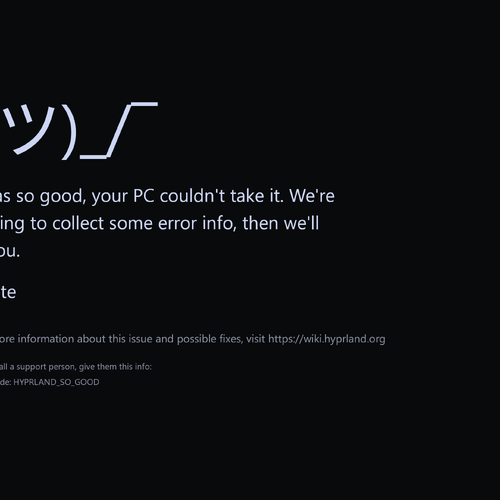 ツ)_/¯
as so good, your PC couldn't take it. We're
ing to collect some error info, then we'll
ou.
te
ore information about this issue and possible fixes, visit https://wiki.hyprland.org
all a support person, give them this info:
de: HYPRLAND_SO_GOOD